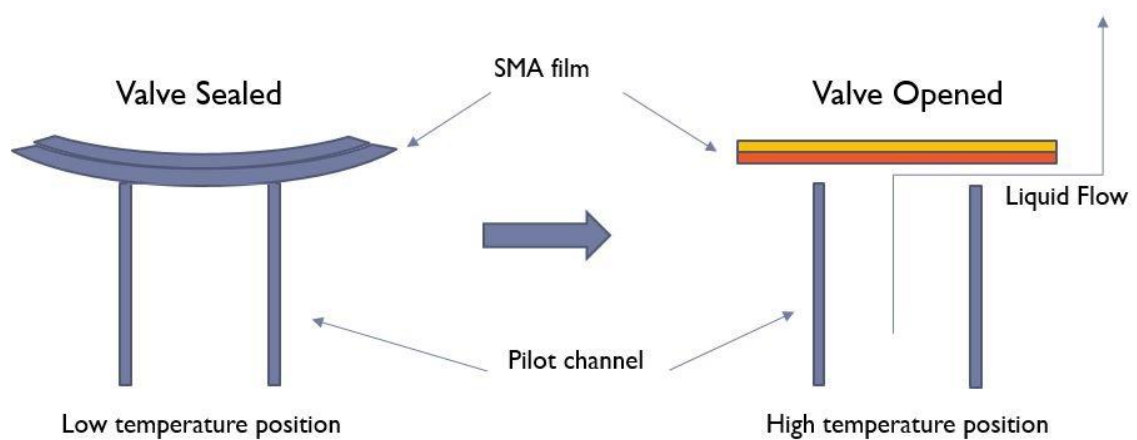 SMA film
Valve Sealed
Valve Opened
Liquid Flow
Pilot channel
Low temperature position
High temperature position